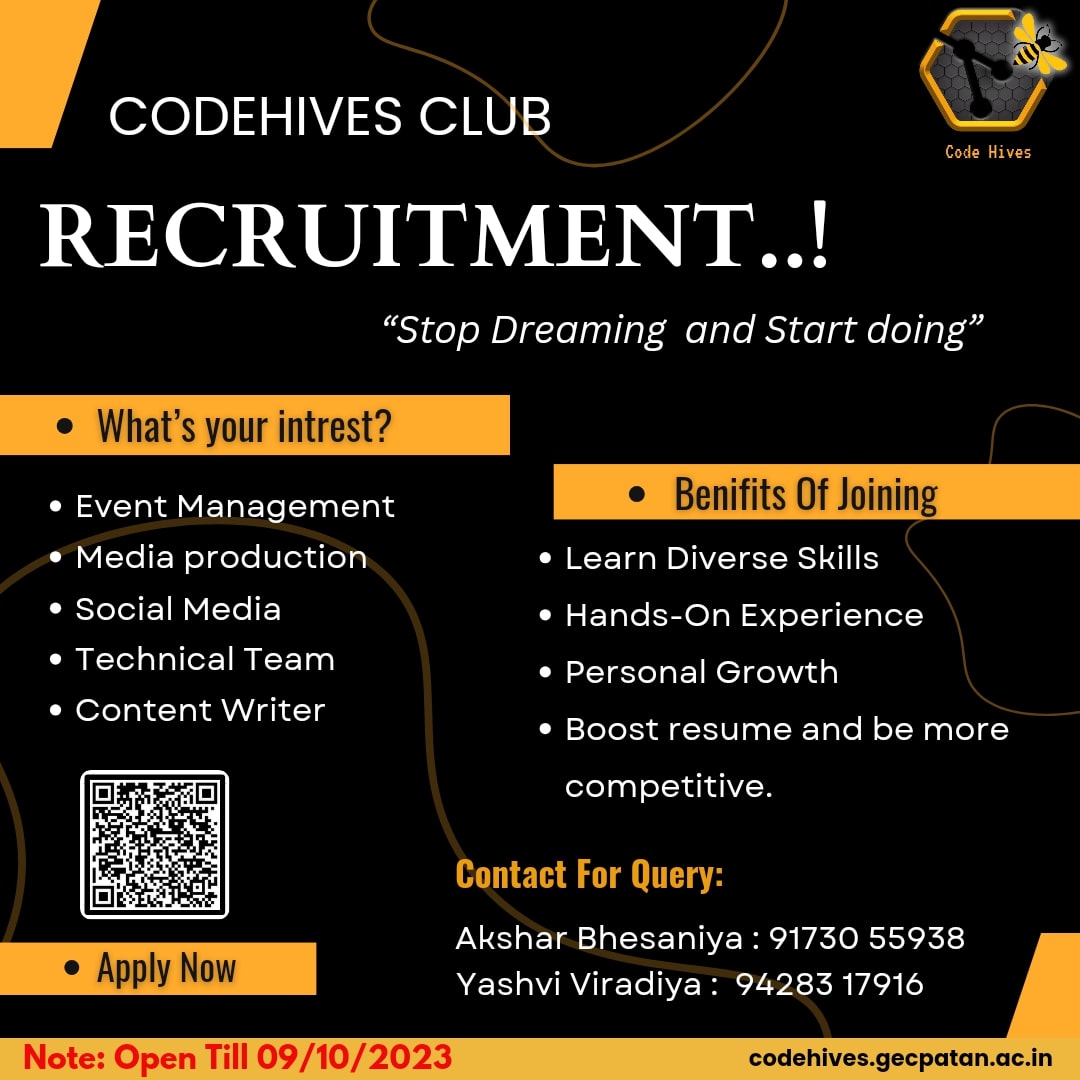 CODEHIVES CLUB
Code Hives
RECRUITMENT..!
“Stop Dreaming and Start doing”
• What’s your intrest?
• Event Management
• Media production
• Social Media
• Technical Team
• Content Writer
• Benifits Of Joining
• Learn Diverse Skills
• Hands-On Experience
• Personal Growth
• Boost resume and be more
competitive.
• Apply Now
Contact For Query:
Akshar Bhesaniya : 91730 55938
Yashvi Viradiya : 94283 17916
Note: Open Till 09/10/2023
codehives.gecpatan.ac.in